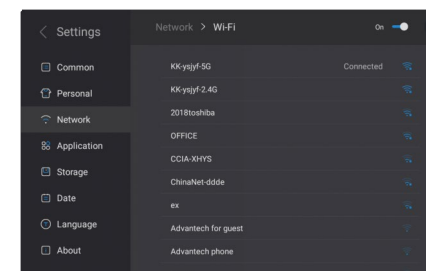 Settings
Network > Wi-Fi
On
Common
Personal
Network
Application
Storage
Date
Language
About
KK-ysjyf-5G
Connected
KK-ysjyf-2.4G
2018toshiba
OFFICE
CCIA-XHYS
ChinaNet-ddde
ex
Advantech for guest
Advantech phone